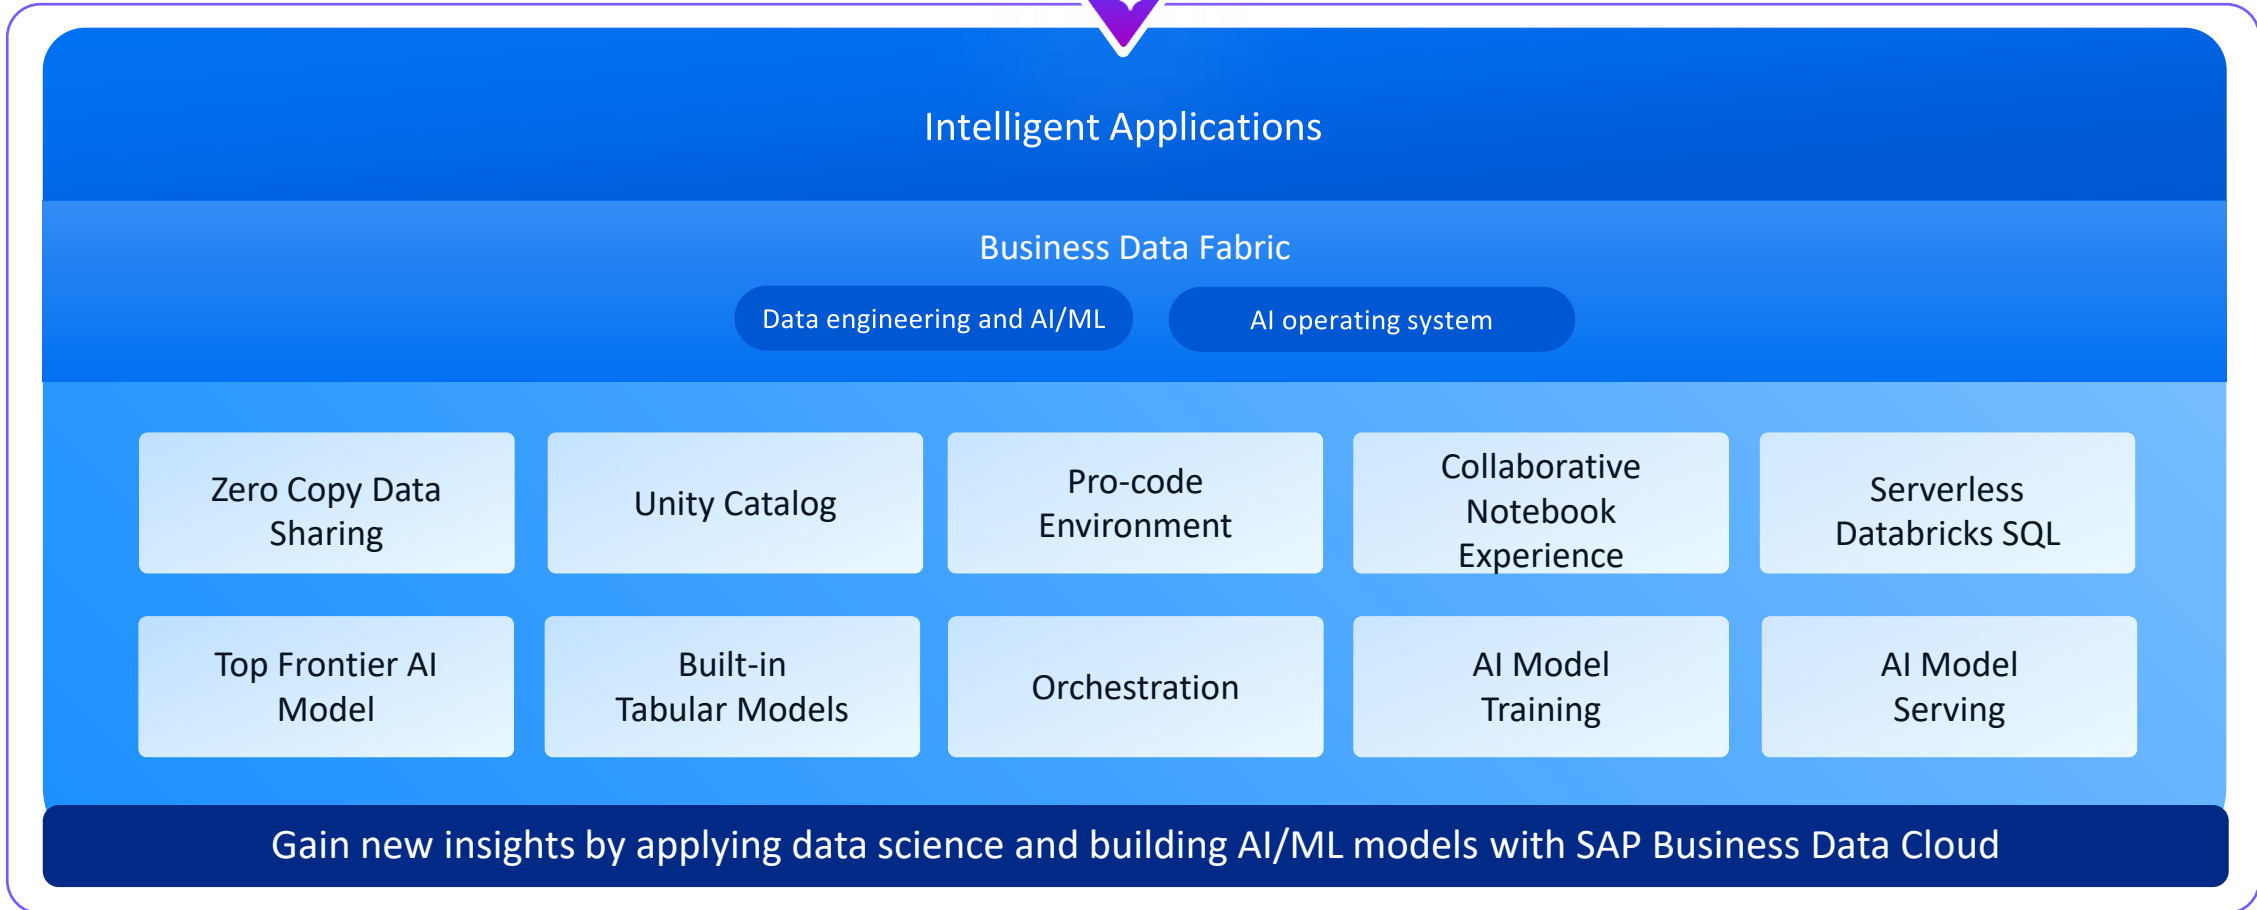 Intelligent Applications
Business Data Fabric
Data engineering and AI/ML
AI operating system
Zero Copy Data
Sharing
Unity Catalog
Pro-code
Environment
Collaborative
Notebook
Experience
Serverless
Databricks SQL
Top Frontier AI
Model
Built-in
Tabular Models
Orchestration
AI Model
Training
AI Model
Serving
Gain new insights by applying data science and building AI/ML models with SAP Business Data Cloud